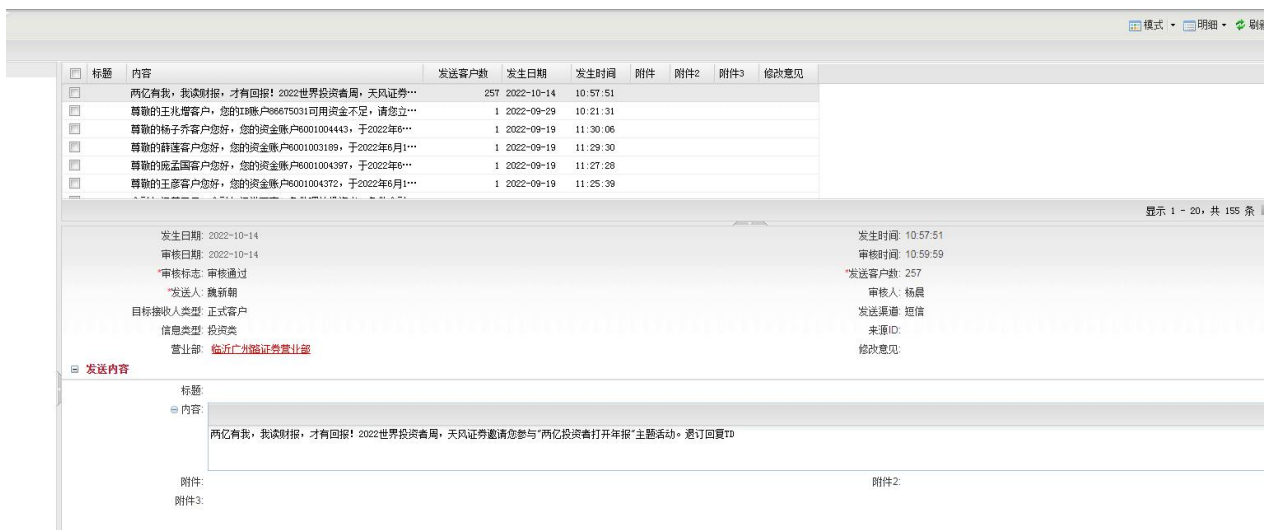 模式 明细 刷新
标题 内容 发送客户数 发生日期 发生时间 附件 附件2 附件3 修改意见
两亿有我，我读财报，才有回报！2022世界投资者周，天风证券… 257 2022-10-14 10:57:51
尊敬的王兆增客户，您的IB账户86675031可用资金不足，请您立… 1 2022-09-29 10:21:31
尊敬的杨子乔客户您好，您的资金账户6001004443，于2022年6… 1 2022-09-19 11:30:06
尊敬的薛莲客户您好，您的资金账户6001003189，于2022年6月1… 1 2022-09-19 11:29:30
尊敬的庞孟国客户您好，您的资金账户6001004397，于2022年6… 1 2022-09-19 11:27:28
尊敬的王彦客户您好，您的资金账户6001004372，于2022年6月1… 1 2022-09-19 11:25:39
显示 1 - 20，共 155 条
发生日期: 2022-10-14 发生时间: 10:57:51
审核日期: 2022-10-14 审核时间: 10:59:59
*审核标志: 审核通过 *发送客户数: 257
*发送人: 魏新朝 审核人: 杨晨
目标接收人类型: 正式客户 发送渠道: 短信
信息类型: 投资类 来源ID:
营业部: 临沂广州路证券营业部 修改意见:
发送内容
标题:
内容:
两亿有我，我读财报，才有回报！2022世界投资者周，天风证券邀请您参与"两亿投资者打开年报"主题活动。退订回复TD
附件: 附件2:
附件3: